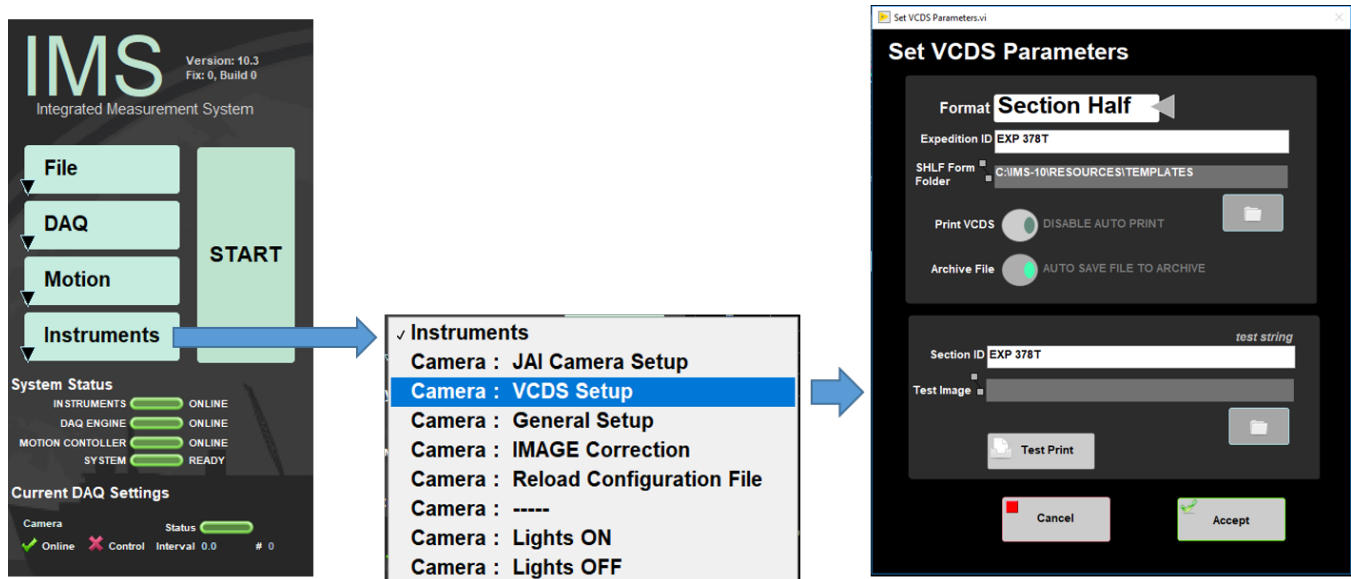 IMS
Version: 10.3
Fix: 0, Build 0
Integrated Measurement System
File
DAQ
Motion
Instruments
START
System Status
INSTRUMENTS ONLINE
DAQ ENGINE ONLINE
MOTION CONTOLLER ONLINE
SYSTEM READY
Current DAQ Settings
Camera Status
Online Control Interval 0.0 # 0
✓ Instruments
Camera : JAI Camera Setup
Camera : VCDS Setup
Camera : General Setup
Camera : IMAGE Correction
Camera : Reload Configuration File
Camera : -----
Camera : Lights ON
Camera : Lights OFF
Set VCDS Parameters.vi
Set VCDS Parameters
Format Section Half
Expedition ID EXP 378T
SHLF Form
Folder
C:\IMS-10\RESOURCES\TEMPLATES
Print VCDS DISABLE AUTO PRINT
Archive File AUTO SAVE FILE TO ARCHIVE
test string
Section ID EXP 378T
Test Image
Test Print
Cancel
Accept